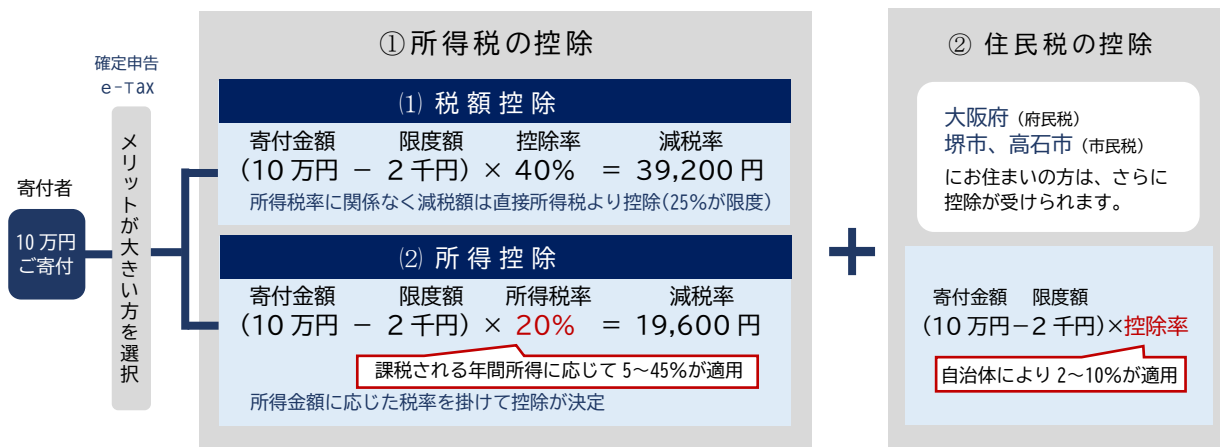 寄付者
10万円
ご寄付
確定申告
e-Tax
メリットが大きい方を選択
①所得税の控除
⑴ 税額控除
寄付金額 限度額 控除率 減税率
(10万円 − 2千円) × 40% = 39,200円
所得税率に関係なく減税額は直接所得税より控除(25%が限度)
⑵ 所得控除
寄付金額 限度額 所得税率 減税率
(10万円 − 2千円) × 20% = 19,600円
課税される年間所得に応じて5～45%が適用
所得金額に応じた税率を掛けて控除が決定
+
② 住民税の控除
大阪府(府民税)
堺市、高石市(市民税)
にお住まいの方は、さらに
控除が受けられます。
寄付金額 限度額
(10万円−2千円)×控除率
自治体により2～10%が適用